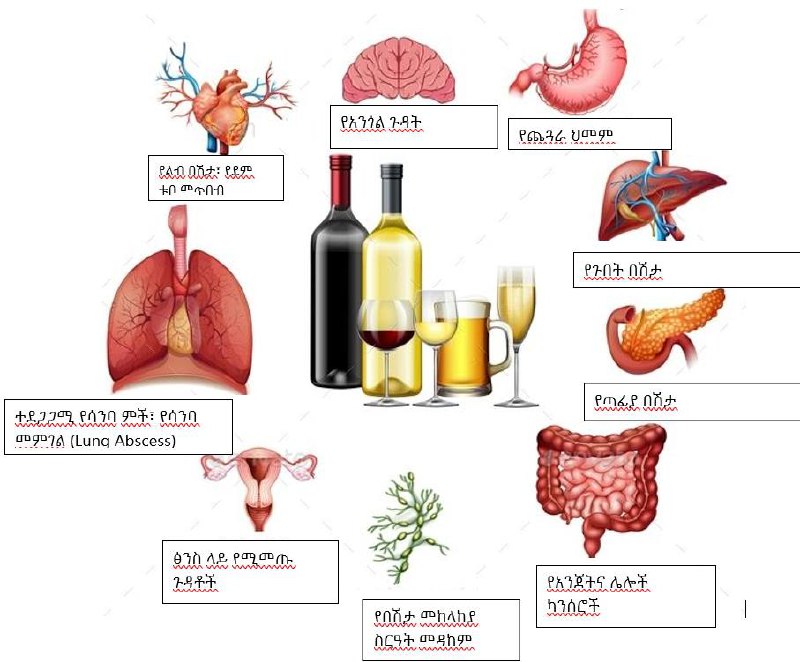 የአንጎል ጉዳት
የጨጓራ ህመም
የልብ በሽታ፣ የደም
ቱቦ መጥበብ
የጉበት በሽታ
የጣፊያ በሽታ
ተደጋጋሚ የሳንባ ምች፣ የሳንባ
መምገል (Lung Abscess)
ፅንስ ላይ የሚመጡ
ጉዳቶች
የአንጀትና ሌሎች
ካንሰሮች
የበሽታ መከላከያ
ስርዓት መዳከም